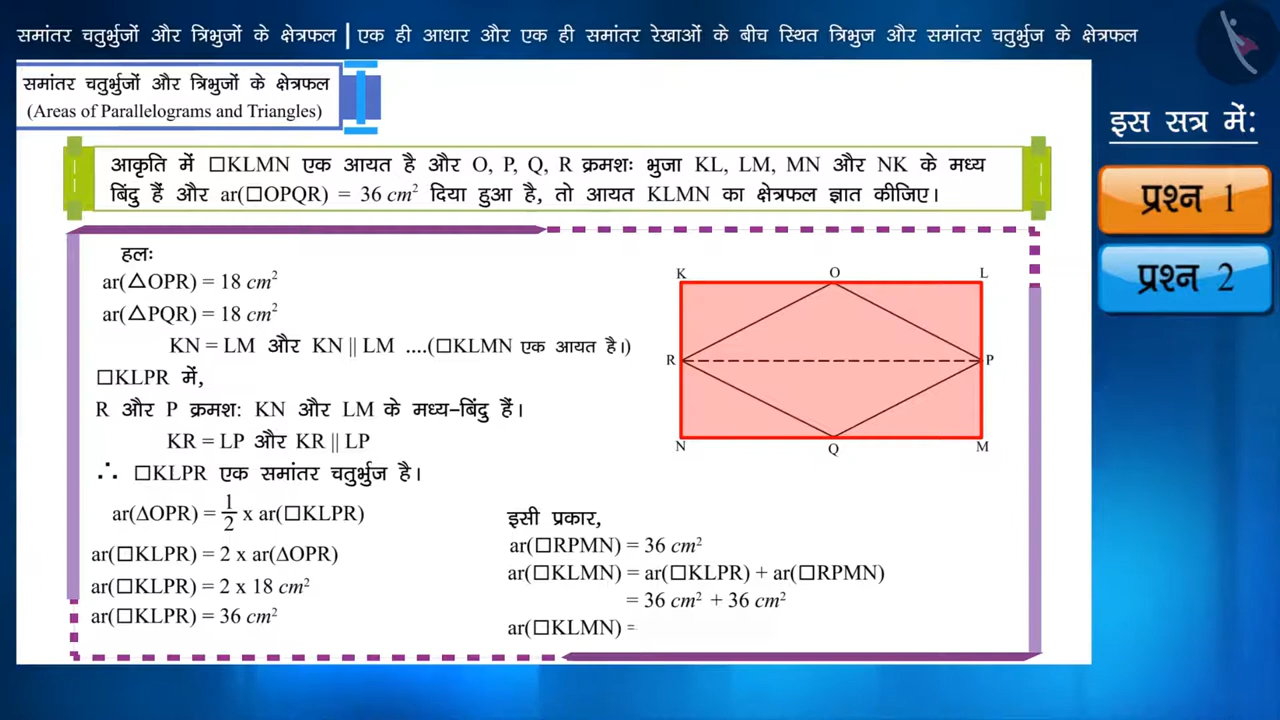 समांतर चतुर्भुजों और त्रिभुजों के क्षेत्रफल | एक ही आधार और एक ही समांतर रेखाओं के बीच स्थित त्रिभुज और समांतर चतुर्भुज के क्षेत्रफल
समांतर चतुर्भुजों और त्रिभुजों के क्षेत्रफल
(Areas of Parallelograms and Triangles)
इस सत्र में:
प्रश्न 1
प्रश्न 2
आकृति में □KLMN एक आयत है और O, P, Q, R क्रमशः भुजा KL, LM, MN और NK के मध्य
बिंदु हैं और ar(□OPQR) = 36 cm² दिया हुआ है, तो आयत KLMN का क्षेत्रफल ज्ञात कीजिए।
हलः
ar(△OPR) = 18 cm²
ar(△PQR) = 18 cm²
KN = LM और KN || LM ....(□KLMN एक आयत है।)
□KLPR में,
R और P क्रमश: KN और LM के मध्य-बिंदु हैं।
KR = LP और KR || LP
∴ □KLPR एक समांतर चतुर्भुज है।
ar(ΔOPR) = 1/2 x ar(□KLPR)
ar(□KLPR) = 2 x ar(ΔOPR)
ar(□KLPR) = 2 x 18 cm²
ar(□KLPR) = 36 cm²
K O L
R P
N Q M
इसी प्रकार,
ar(□RPMN) = 36 cm²
ar(□KLMN) = ar(□KLPR) + ar(□RPMN)
= 36 cm² + 36 cm²
ar(□KLMN) =